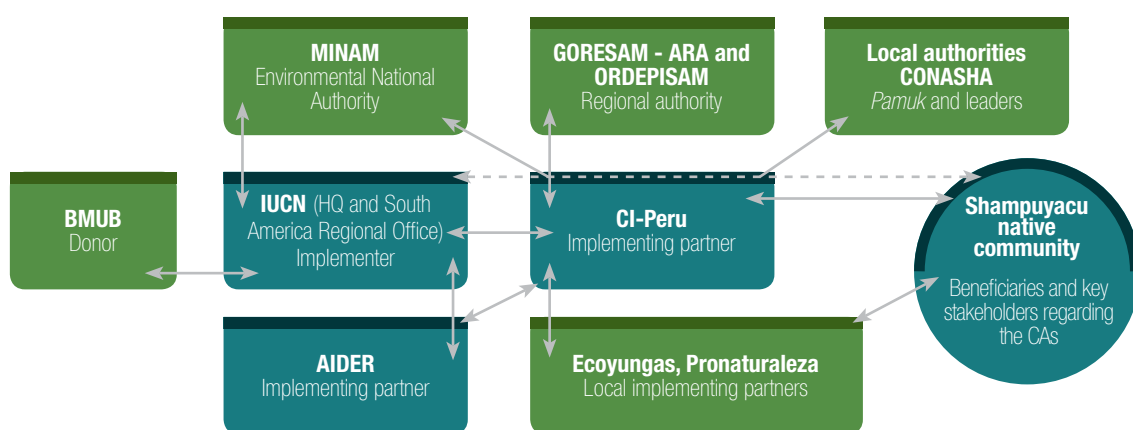 MINAM
Environmental National
Authority
GORESAM - ARA and
ORDEPISAM
Regional authority
Local authorities
CONASHA
Pamuk and leaders
BMUB
Donor
IUCN (HQ and South
America Regional Office)
Implementer
CI-Peru
Implementing partner
Shampuyacu
native
community
Beneficiaries and key
stakeholders regarding
the CAs
AIDER
Implementing partner
Ecoyungas, Pronaturaleza
Local implementing partners